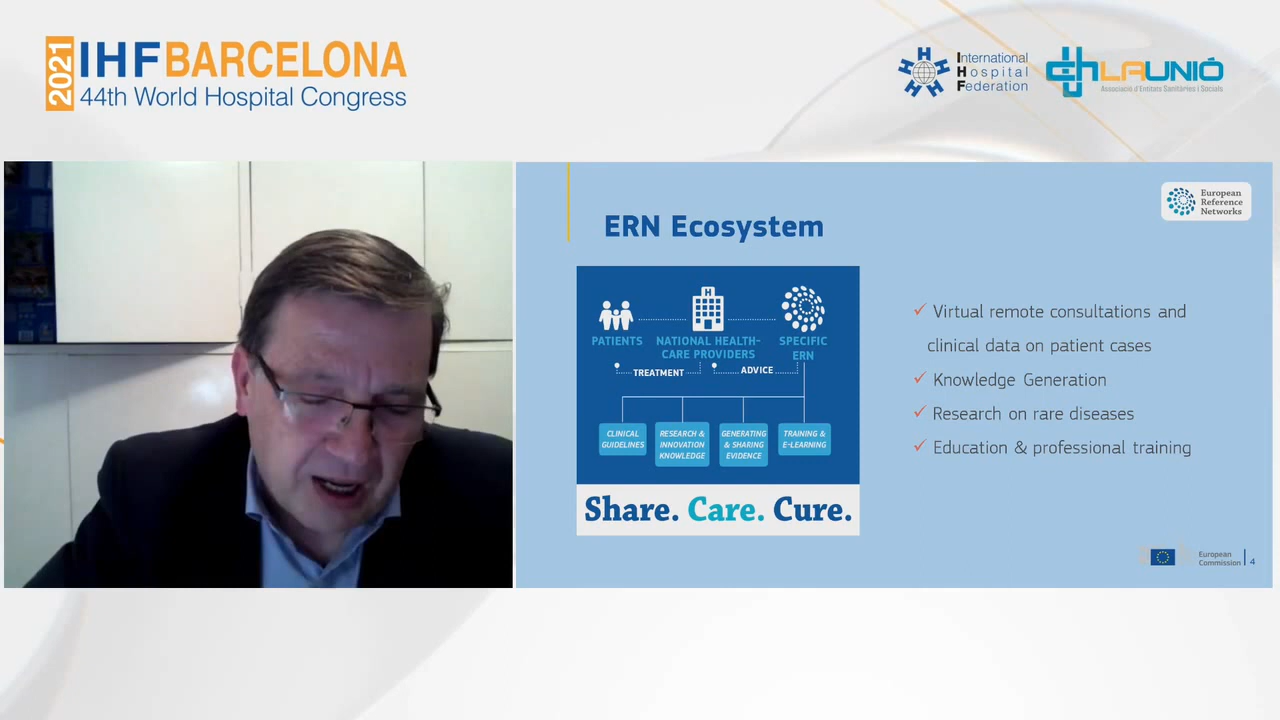 2021
IHF BARCELONA
44th World Hospital Congress
International
Hospital
Federation
LAUNIÓ
Associació d'Entitats Sanitàries i Socials
European
Reference
Networks
ERN Ecosystem
H
PATIENTS
NATIONAL HEALTH-
CARE PROVIDERS
SPECIFIC
ERN
TREATMENT
ADVICE
CLINICAL
GUIDELINES
RESEARCH &
INNOVATION
KNOWLEDGE
GENERATING
& SHARING
EVIDENCE
TRAINING &
E-LEARNING
Share. Care. Cure.
Virtual remote consultations and
clinical data on patient cases
Knowledge Generation
Research on rare diseases
Education & professional training
European
Commission
4